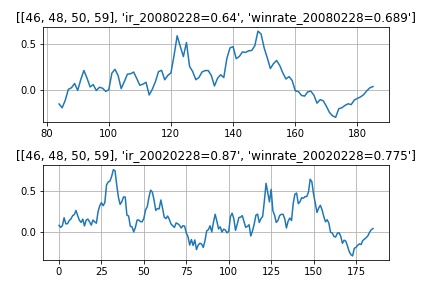 [[46, 48, 50, 59], 'ir_20080228=0.64', 'winrate_20080228=0.689']
0.5
0.0
80 100 120 140 160 180
[[46, 48, 50, 59], 'ir_20020228=0.87', 'winrate_20020228=0.775']
0.5
0.0
0 25 50 75 100 125 150 175